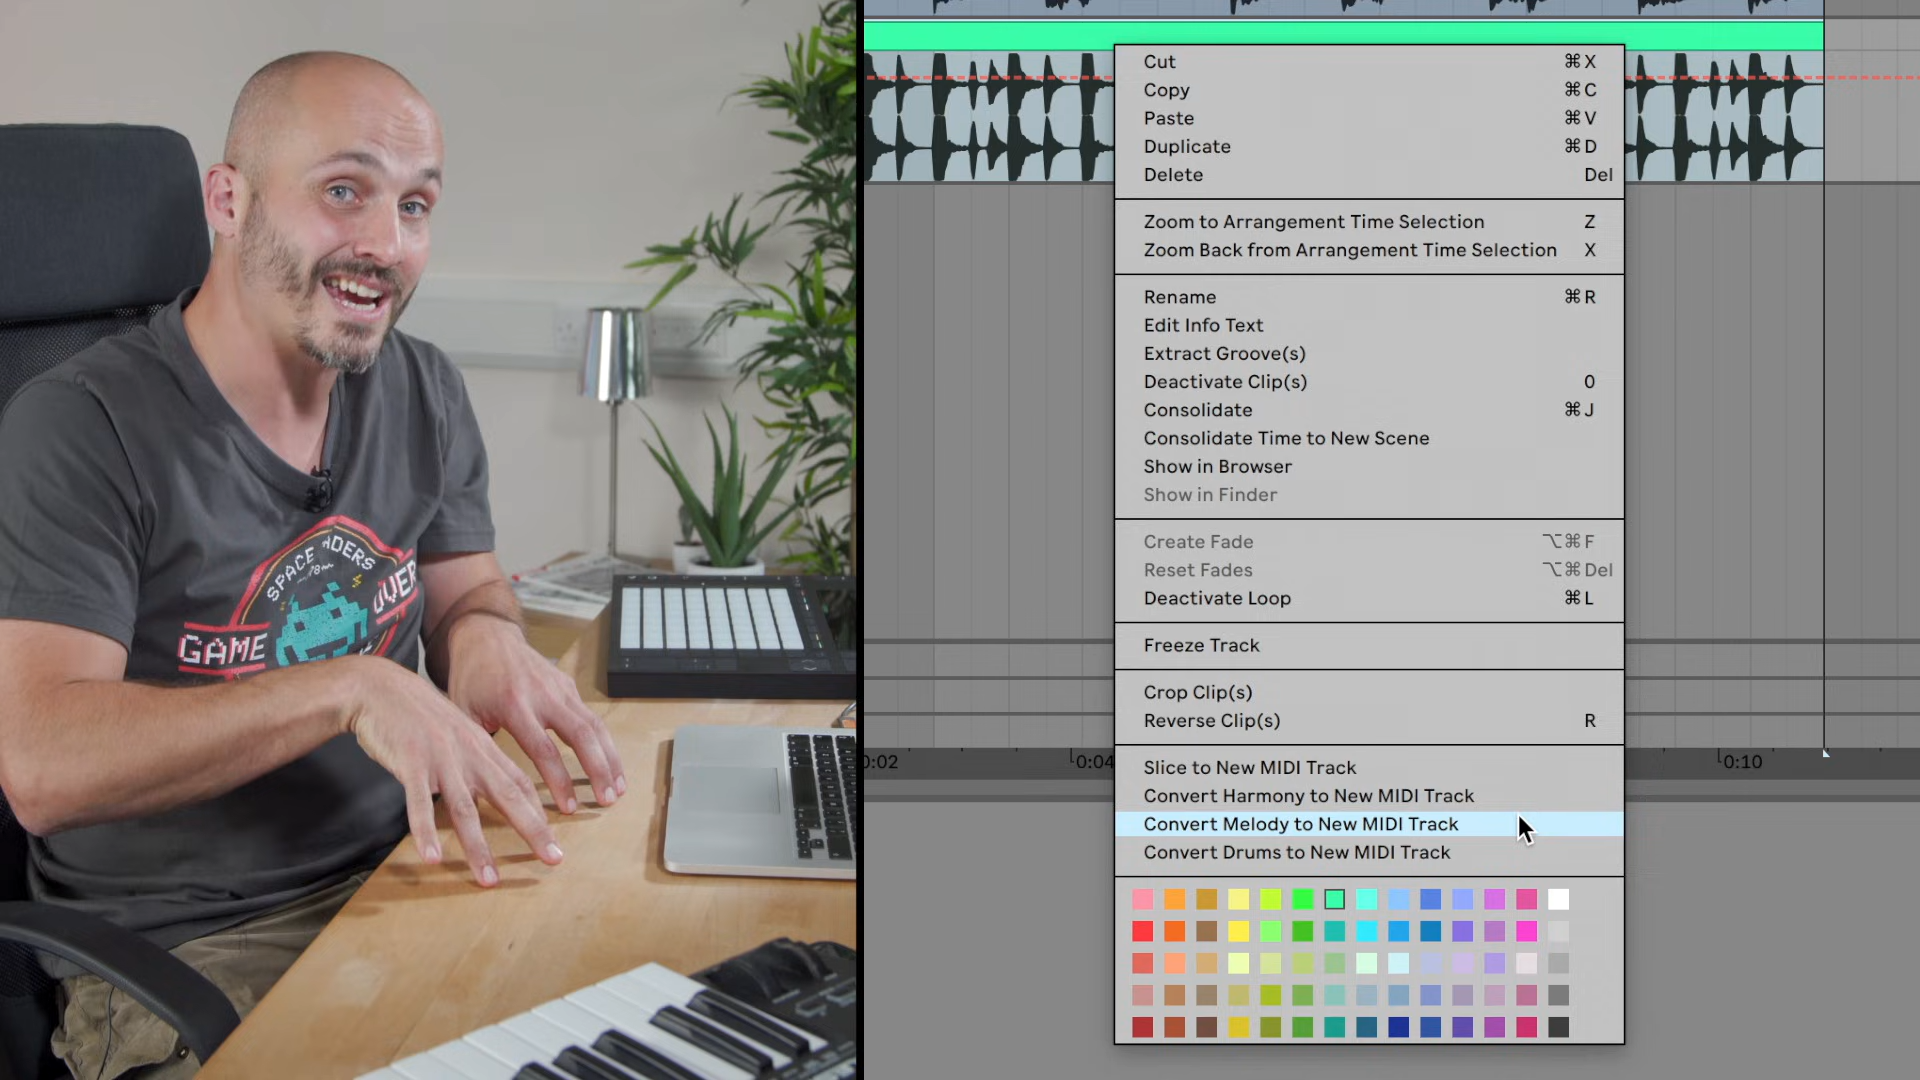 SPACE
ADERS
78
GAME
OVER
Cut ⌘X
Copy ⌘C
Paste ⌘V
Duplicate ⌘D
Delete Del
Zoom to Arrangement Time Selection Z
Zoom Back from Arrangement Time Selection X
Rename ⌘R
Edit Info Text
Extract Groove(s)
Deactivate Clip(s) 0
Consolidate ⌘J
Consolidate Time to New Scene
Show in Browser
Show in Finder
Create Fade ⌥⌘F
Reset Fades ⌥⌘Del
Deactivate Loop ⌘L
Freeze Track
Crop Clip(s)
Reverse Clip(s) R
0:02 0:04 0:10
Slice to New MIDI Track
Convert Harmony to New MIDI Track
Convert Melody to New MIDI Track
Convert Drums to New MIDI Track